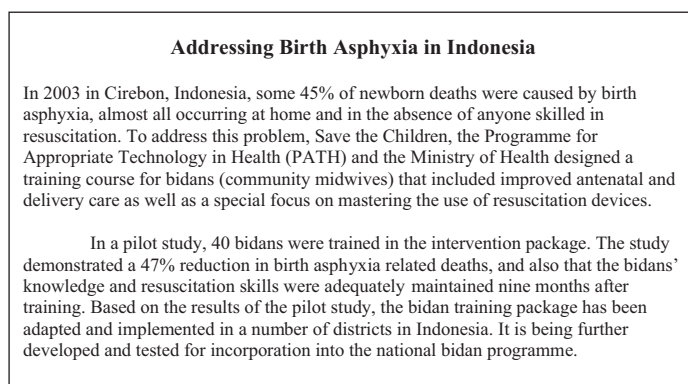 Addressing Birth Asphyxia in Indonesia
In 2003 in Cirebon, Indonesia, some 45% of newborn deaths were caused by birth
asphyxia, almost all occurring at home and in the absence of anyone skilled in
resuscitation. To address this problem, Save the Children, the Programme for
Appropriate Technology in Health (PATH) and the Ministry of Health designed a
training course for bidans (community midwives) that included improved antenatal and
delivery care as well as a special focus on mastering the use of resuscitation devices.
In a pilot study, 40 bidans were trained in the intervention package. The study
demonstrated a 47% reduction in birth asphyxia related deaths, and also that the bidans’
knowledge and resuscitation skills were adequately maintained nine months after
training. Based on the results of the pilot study, the bidan training package has been
adapted and implemented in a number of districts in Indonesia. It is being further
developed and tested for incorporation into the national bidan programme.